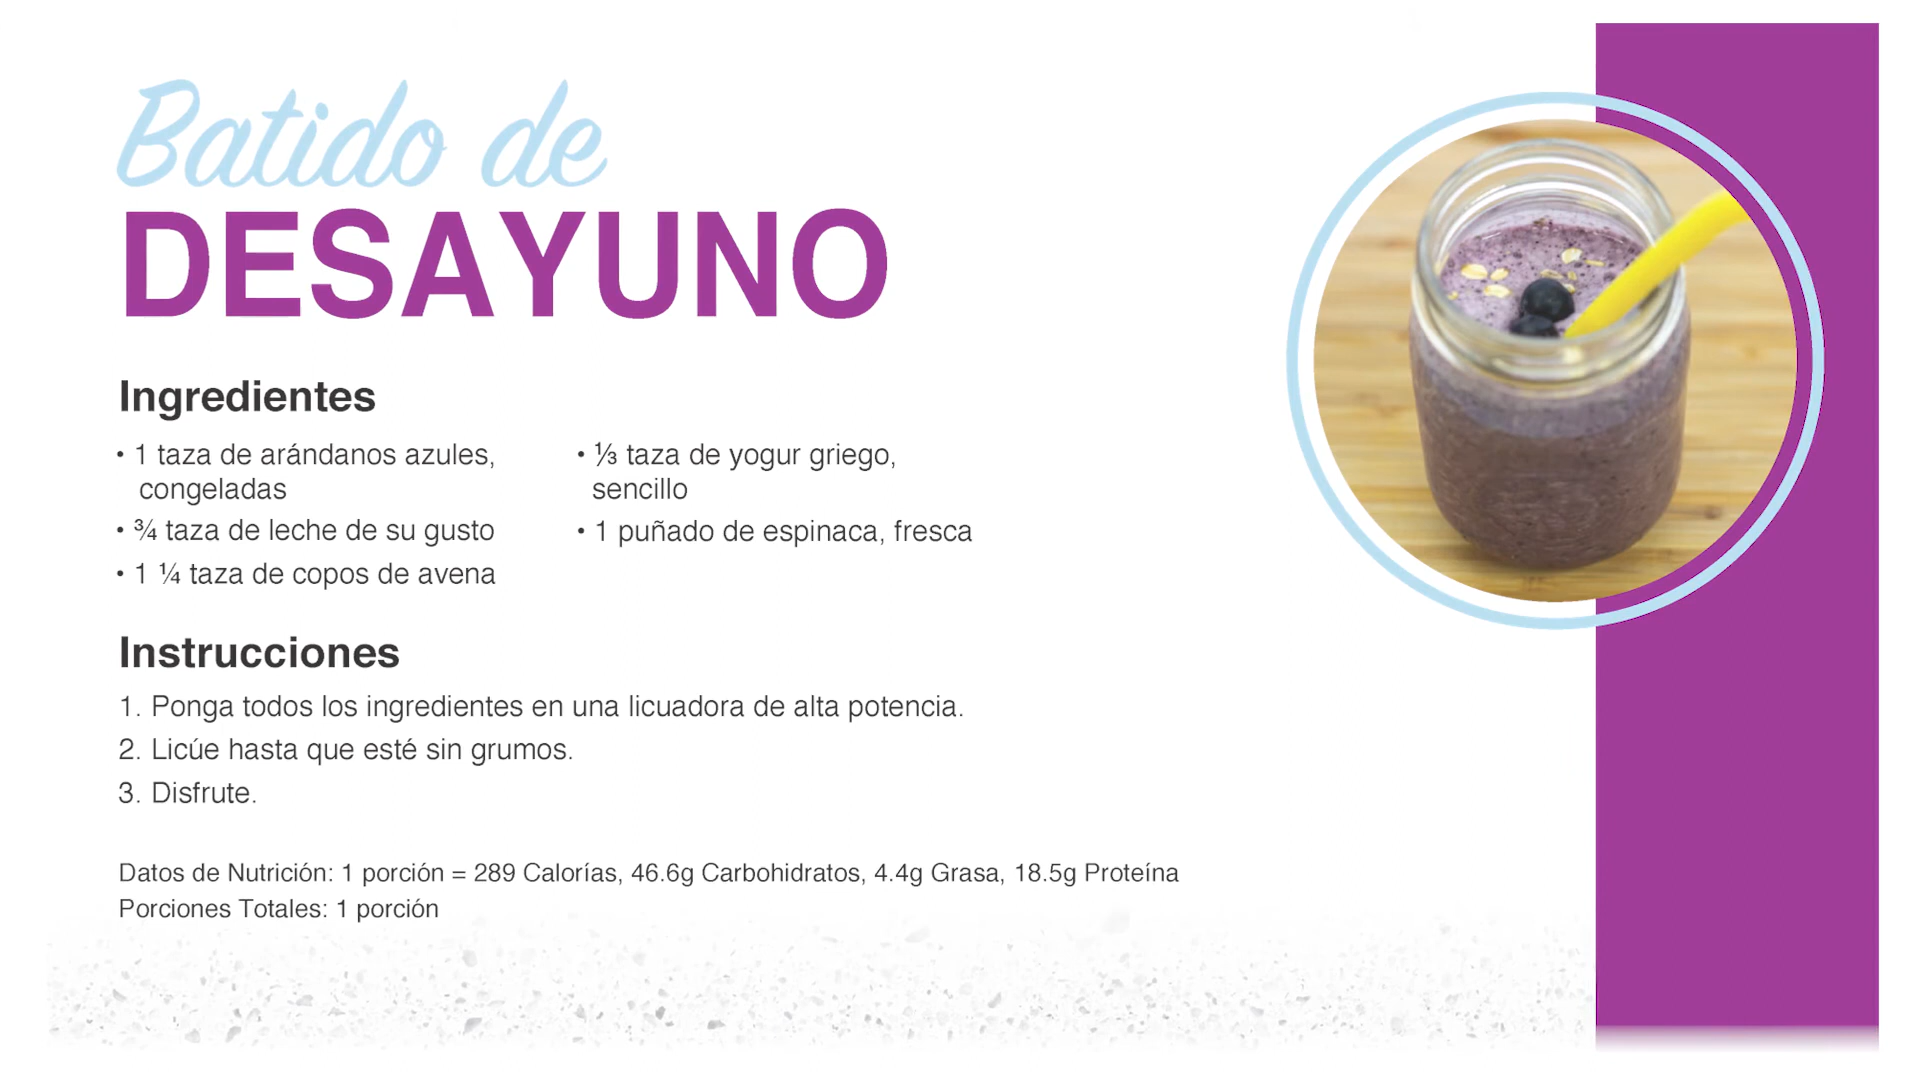 Batido de
DESAYUNO
Ingredientes
• 1 taza de arándanos azules,
congeladas
• ¾ taza de leche de su gusto
• 1 ¼ taza de copos de avena
• ⅓ taza de yogur griego,
sencillo
• 1 puñado de espinaca, fresca
Instrucciones
1. Ponga todos los ingredientes en una licuadora de alta potencia.
2. Licúe hasta que esté sin grumos.
3. Disfrute.
Datos de Nutrición: 1 porción = 289 Calorías, 46.6g Carbohidratos, 4.4g Grasa, 18.5g Proteína
Porciones Totales: 1 porción